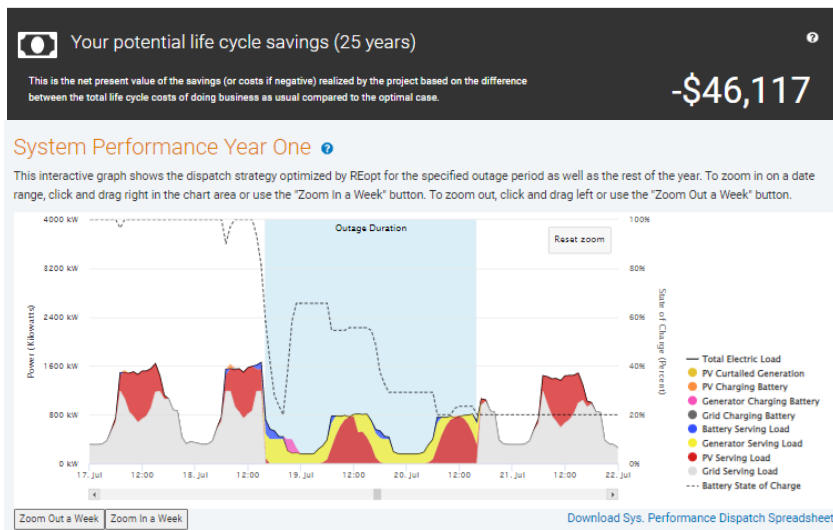 Your potential life cycle savings (25 years)
?
This is the net present value of the savings (or costs if negative) realized by the project based on the difference
between the total life cycle costs of doing business as usual compared to the optimal case.
-$46,117
System Performance Year One ?
This interactive graph shows the dispatch strategy optimized by REopt for the specified outage period as well as the rest of the year. To zoom in on a date
range, click and drag right in the chart area or use the "Zoom In a Week" button. To zoom out, click and drag left or use the "Zoom Out a Week" button.
4000 kW
3200 kW
2400 kW
1600 kW
800 kW
0 kW
Power (Kilowatts)
Outage Duration
Reset zoom
100%
80%
60%
40%
20%
0%
State of Charge (Percent)
17. Jul
12:00
18. Jul
12:00
19. Jul
12:00
20. Jul
12:00
21. Jul
12:00
22. Jul
Total Electric Load
PV Curtailed Generation
PV Charging Battery
Generator Charging Battery
Grid Charging Battery
Battery Serving Load
Generator Serving Load
PV Serving Load
Grid Serving Load
Battery State of Charge
Zoom Out a Week
Zoom In a Week
Download Sys. Performance Dispatch Spreadsheet